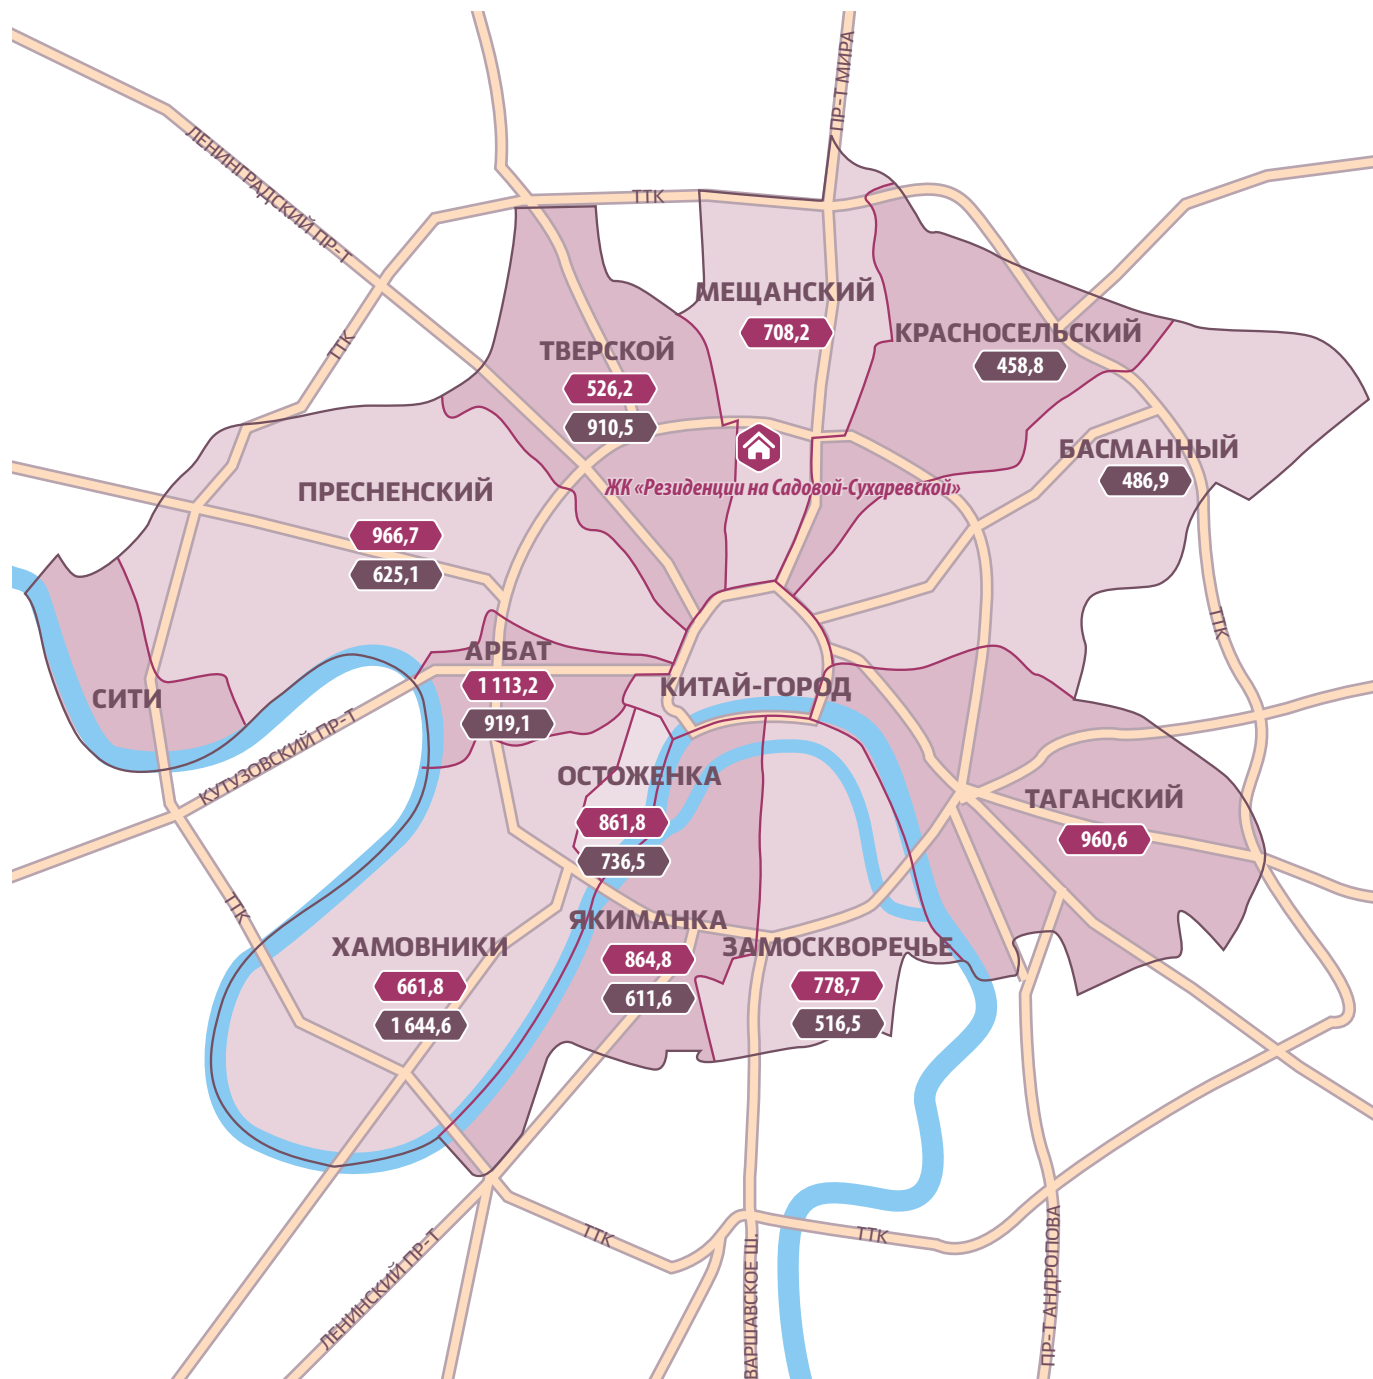 ПР-Т МИРА
ЛЕНИНГРАДСКИЙ ПР-Т
ТТК
МЕЩАНСКИЙ
708,2
КРАСНОСЕЛЬСКИЙ
458,8
ТТК
ТВЕРСКОЙ
526,2
910,5
БАСМАННЫЙ
486,9
ЖК «Резиденции на Садовой-Сухаревской»
ПРЕСНЕНСКИЙ
966,7
625,1
ТТК
АРБАТ
1 113,2
919,1
КИТАЙ-ГОРОД
СИТИ
КУТУЗОВСКИЙ ПР-Т
ОСТОЖЕНКА
861,8
736,5
ТАГАНСКИЙ
960,6
ТТК
ЯКИМАНКА
864,8
611,6
ХАМОВНИКИ
661,8
1 644,6
ЗАМОСКВОРЕЧЬЕ
778,7
516,5
ТТК
ТТК
ЛЕНИНСКИЙ ПР-Т
ВАРШАВСКОЕ Ш.
ПР-Т АНДРОПОВА